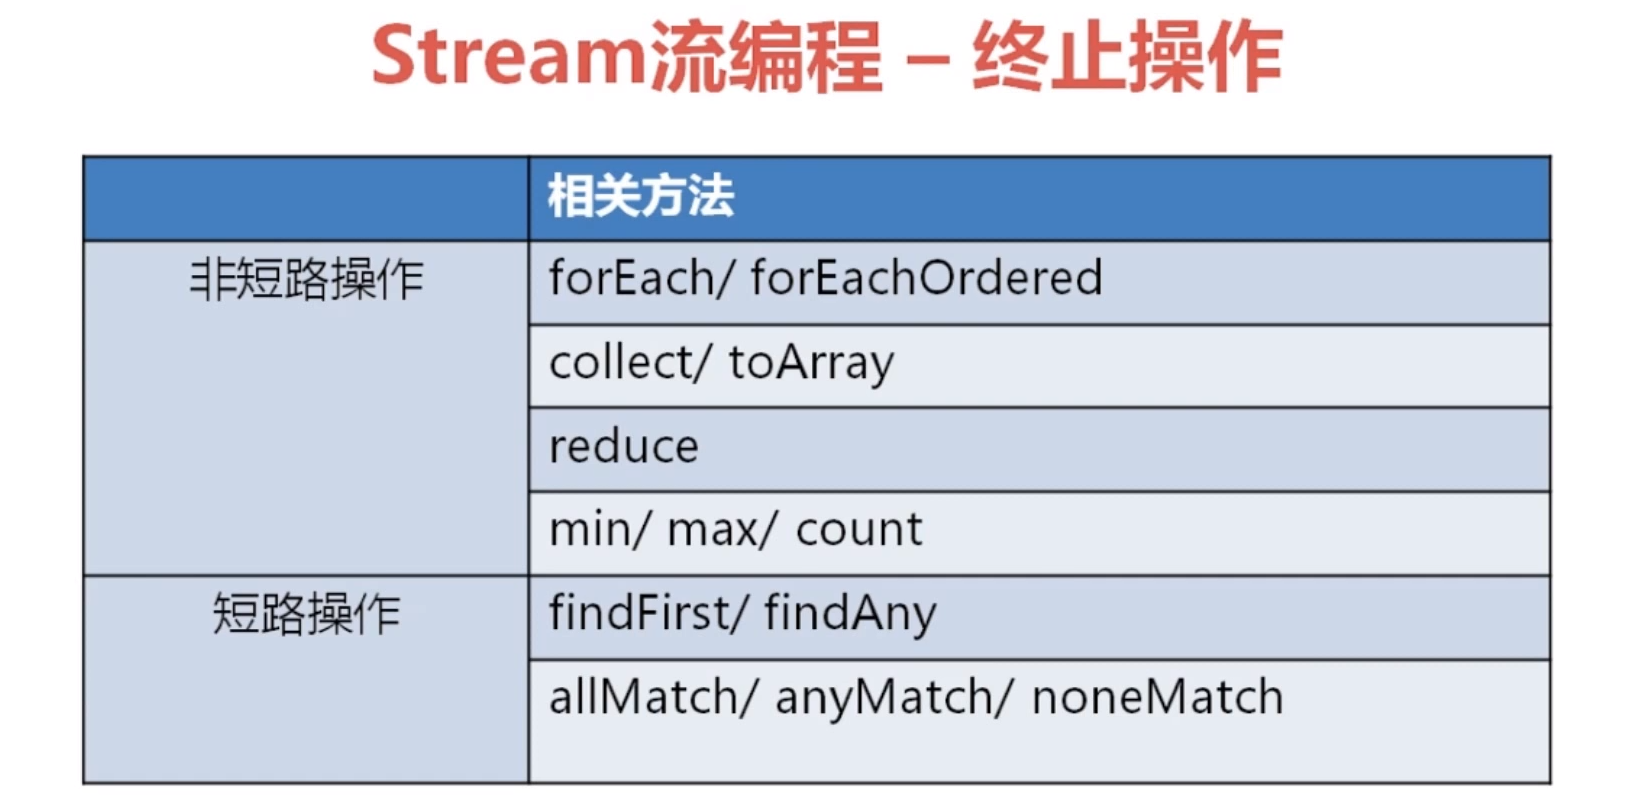 Stream流编程 – 终止操作
相关方法
非短路操作
forEach/ forEachOrdered
collect/ toArray
reduce
min/ max/ count
短路操作
findFirst/ findAny
allMatch/ anyMatch/ noneMatch